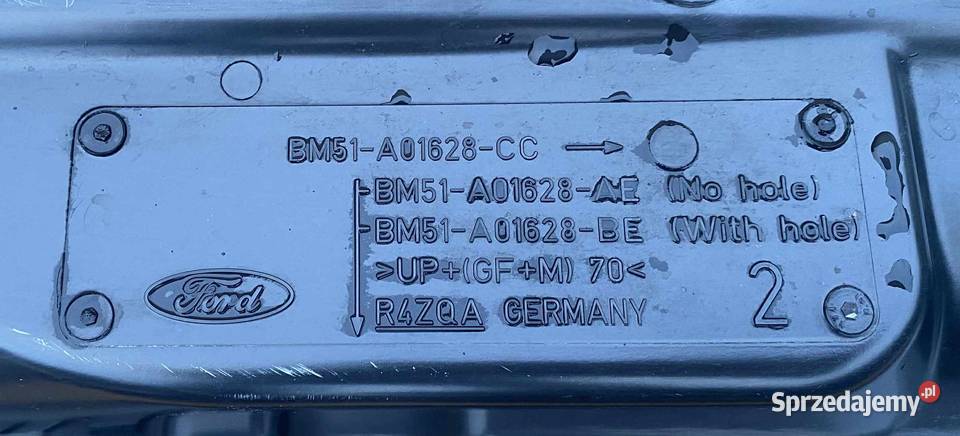 BM51-A01628-CC →
BM51-A01628-AE (No hole)
BM51-A01628-BE (With hole)
>UP+(GF+M) 70<
R4ZQA GERMANY
2
Ford
Sprzedajemy.pl